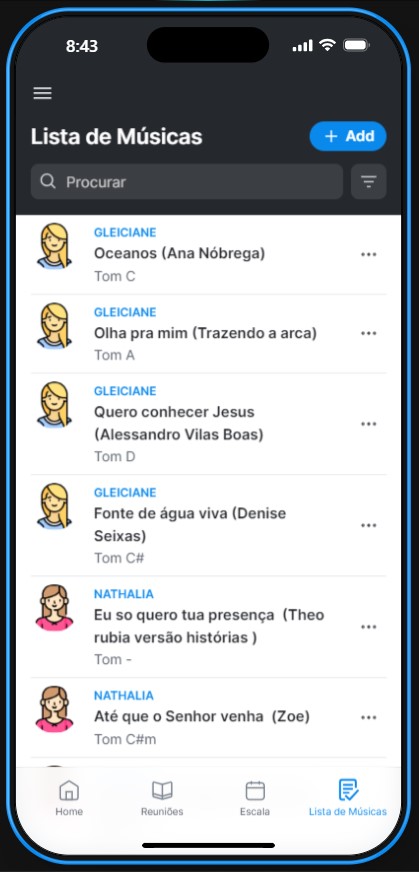 8:43
Lista de Músicas
+ Add
Procurar
GLEICIANE
Oceanos (Ana Nóbrega)
Tom C
GLEICIANE
Olha pra mim (Trazendo a arca)
Tom A
GLEICIANE
Quero conhecer Jesus
(Alessandro Vilas Boas)
Tom D
GLEICIANE
Fonte de água viva (Denise
Seixas)
Tom C#
NATHALIA
Eu so quero tua presença  (Theo
rubia versão histórias )
Tom -
NATHALIA
Até que o Senhor venha  (Zoe)
Tom C#m
Home
Reuniões
Escala
Lista de Músicas